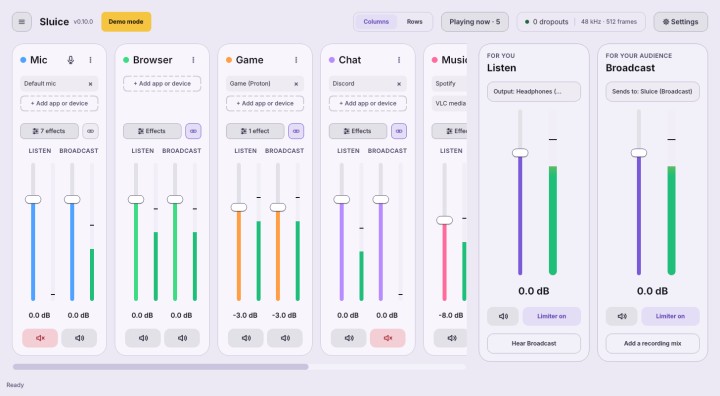 Sluice v0.10.0 Demo mode Columns Rows Playing now · 5 0 dropouts 48 kHz · 512 frames Settings
Mic
Default mic ×
+ Add app or device
7 effects
LISTEN BROADCAST
0.0 dB 0.0 dB
Browser
+ Add app or device
Effects
LISTEN BROADCAST
0.0 dB 0.0 dB
Game
Game (Proton) ×
+ Add app or device
1 effect
LISTEN BROADCAST
-3.0 dB -3.0 dB
Chat
Discord ×
+ Add app or device
Effects
LISTEN BROADCAST
0.0 dB 0.0 dB
Music
Spotify
VLC media
Effe
LISTEN
-8.0 dB
FOR YOU
Listen
Output: Headphones (...
0.0 dB
Limiter on
Hear Broadcast
FOR YOUR AUDIENCE
Broadcast
Sends to: Sluice (Broadcast)
0.0 dB
Limiter on
Add a recording mix
Ready